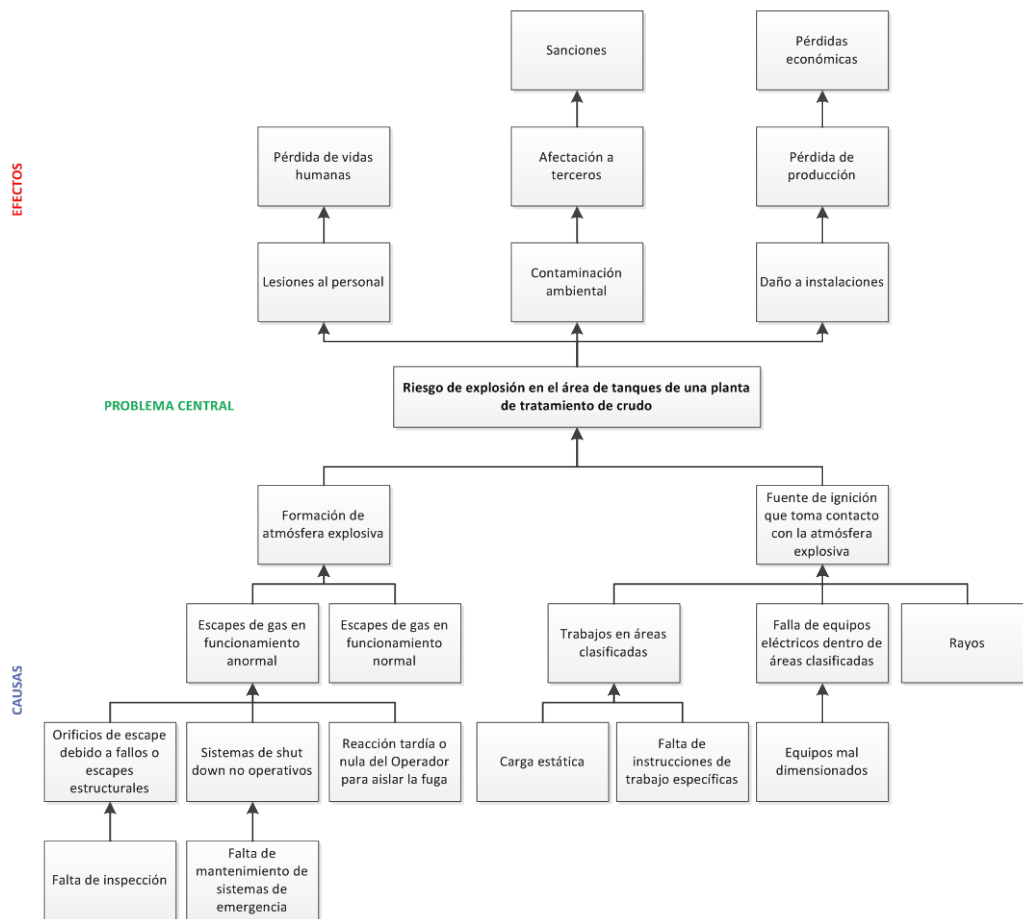 Sanciones
Pérdidas
económicas
EFECTOS
Pérdida de vidas
humanas
Afectación a
terceros
Pérdida de
producción
Lesiones al personal
Contaminación
ambiental
Daño a instalaciones
PROBLEMA CENTRAL
Riesgo de explosión en el área de tanques de una planta
de tratamiento de crudo
Formación de
atmósfera explosiva
Fuente de ignición
que toma contacto
con la atmósfera
explosiva
CAUSAS
Escapes de gas en
funcionamiento
anormal
Escapes de gas en
funcionamiento
normal
Trabajos en áreas
clasificadas
Falla de equipos
eléctricos dentro de
áreas clasificadas
Rayos
Orificios de escape
debido a fallos o
escapes
estructurales
Sistemas de shut
down no operativos
Reacción tardía o
nula del Operador
para aislar la fuga
Carga estática
Falta de
instrucciones de
trabajo específicas
Equipos mal
dimensionados
Falta de inspección
Falta de
mantenimiento de
sistemas de
emergencia